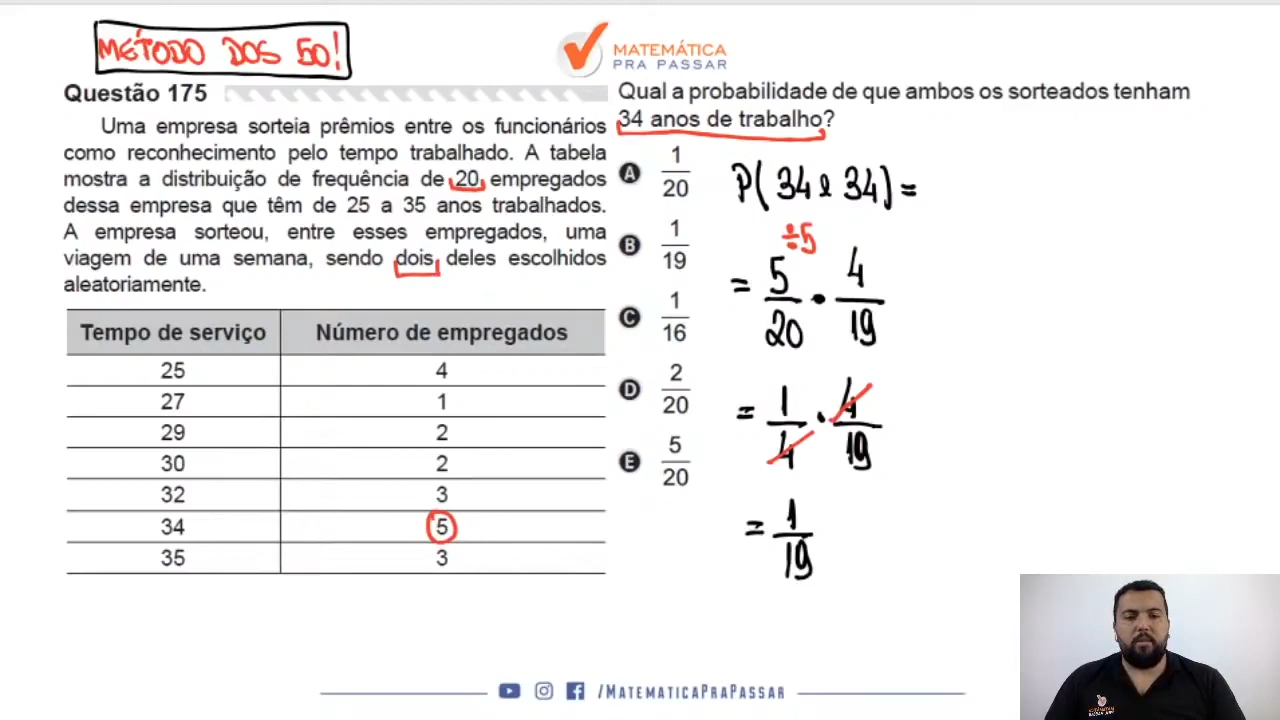 MÉTODO DOS 50!
MATEMÁTICA
PRA PASSAR
Questão 175
Uma empresa sorteia prêmios entre os funcionários
como reconhecimento pelo tempo trabalhado. A tabela
mostra a distribuição de frequência de 20 empregados
dessa empresa que têm de 25 a 35 anos trabalhados.
A empresa sorteou, entre esses empregados, uma
viagem de uma semana, sendo dois deles escolhidos
aleatoriamente.
Tempo de serviço Número de empregados
25 4
27 1
29 2
30 2
32 3
34 5
35 3
Qual a probabilidade de que ambos os sorteados tenham
34 anos de trabalho?
A 1/20
B 1/19
C 1/16
D 2/20
E 5/20
P(34 e 34) =
÷5
= 5/20 · 4/19
= 1/4 · 4/19
= 1/19
/MATEMATICAPRAPASSAR